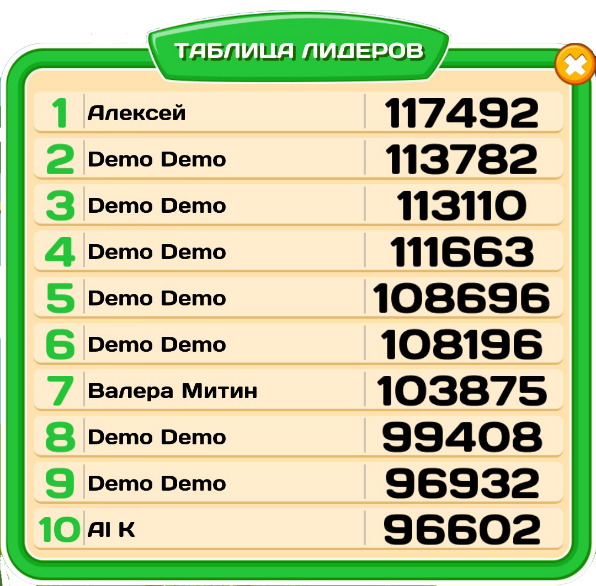 ТАБЛИЦА ЛИДЕРОВ
1 Алексей 117492
2 Demo Demo 113782
3 Demo Demo 113110
4 Demo Demo 111663
5 Demo Demo 108696
6 Demo Demo 108196
7 Валера Митин 103875
8 Demo Demo 99408
9 Demo Demo 96932
10 Al K 96602